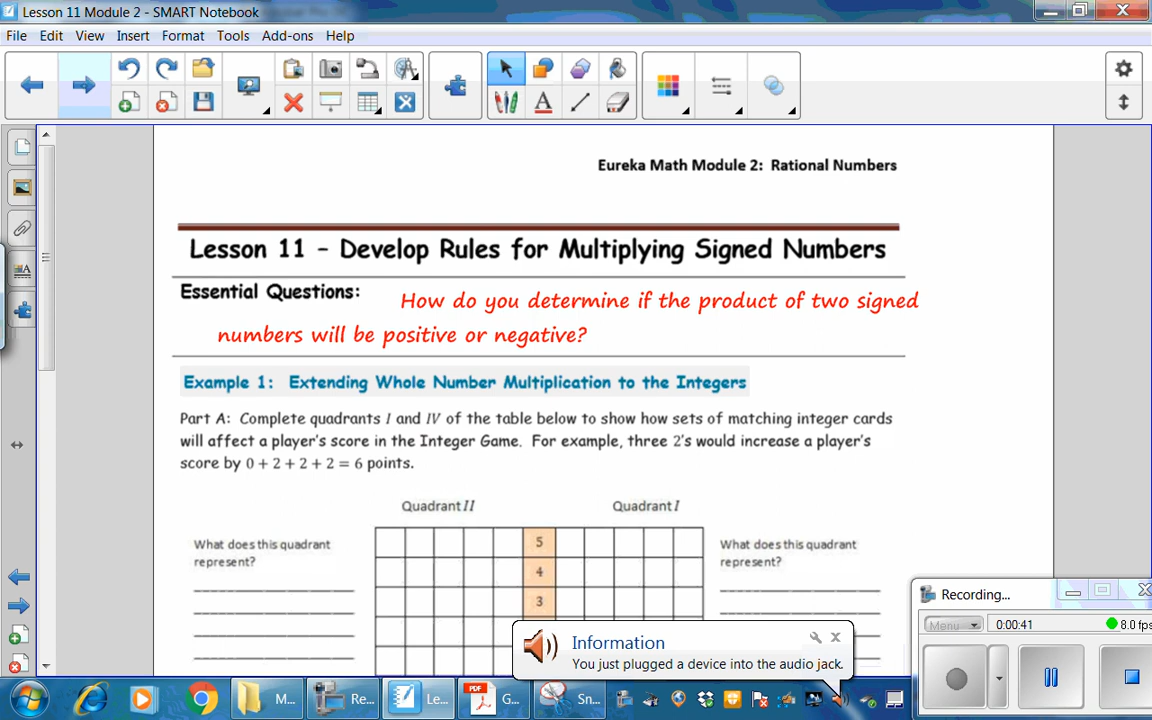 Lesson 11 Module 2 - SMART Notebook
File Edit View Insert Format Tools Add-ons Help
Eureka Math Module 2: Rational Numbers
Lesson 11 – Develop Rules for Multiplying Signed Numbers
Essential Questions: How do you determine if the product of two signed
numbers will be positive or negative?
Example 1: Extending Whole Number Multiplication to the Integers
Part A: Complete quadrants I and IV of the table below to show how sets of matching integer cards
will affect a player's score in the Integer Game. For example, three 2's would increase a player's
score by 0 + 2 + 2 + 2 = 6 points.
Quadrant II Quadrant I
What does this quadrant
represent?
5
4
3
What does this quadrant
represent?
Recording...
Menu 0:00:41 8.0 fps
Information
You just plugged a device into the audio jack.
M... Re... Le... PDF G... Sn...